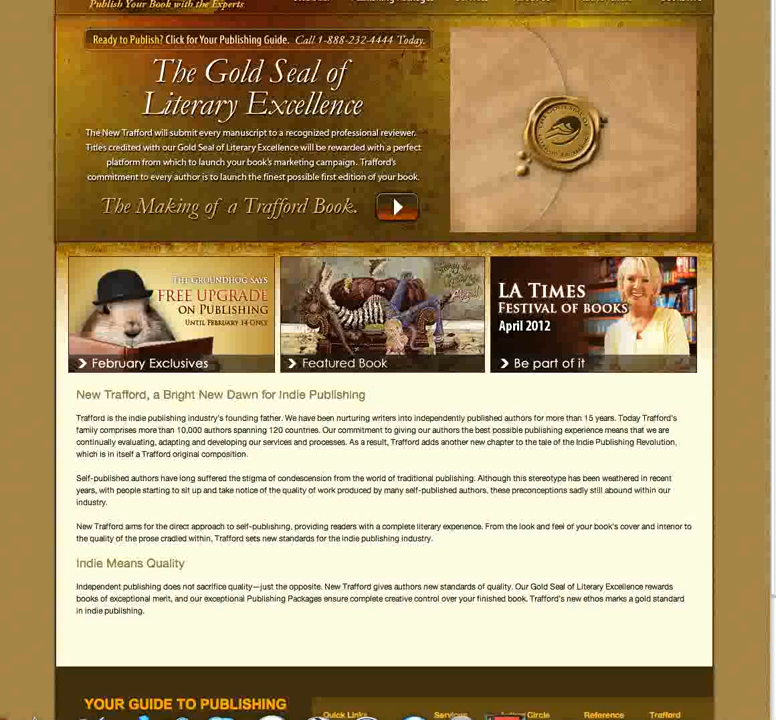 Publish Your Book with the Experts
Ready to Publish? Click for Your Publishing Guide. Call 1-888-232-4444 Today.
The Gold Seal of
Literary Excellence
The New Trafford will submit every manuscript to a recognized professional reviewer.
Titles credited with our Gold Seal of Literary Excellence will be rewarded with a perfect
platform from which to launch your book's marketing campaign. Trafford's
commitment to every author is to launch the finest possible first edition of your book.
The Making of a Trafford Book.
THE GROUNDHOG SAYS
FREE UPGRADE
ON PUBLISHING
UNTIL FEBRUARY 14 ONLY
February Exclusives
Featured Book
LA TIMES
FESTIVAL OF BOOKS
April 2012
Be part of it
New Trafford, a Bright New Dawn for Indie Publishing
Trafford is the indie publishing industry's founding father. We have been nurturing writers into independently published authors for more than 15 years. Today Trafford's
family comprises more than 10,000 authors spanning 120 countries. Our commitment to giving our authors the best possible publishing experience means that we are
continually evaluating, adapting and developing our services and processes. As a result, Trafford adds another new chapter to the tale of the Indie Publishing Revolution,
which is in itself a Trafford original composition.
Self-published authors have long suffered the stigma of condescension from the world of traditional publishing. Although this stereotype has been weathered in recent
years, with people starting to sit up and take notice of the quality of work produced by many self-published authors, these preconceptions sadly still abound within our
industry.
New Trafford aims for the direct approach to self-publishing, providing readers with a complete literary experience. From the look and feel of your book's cover and interior to
the quality of the prose cradled within, Trafford sets new standards for the indie publishing industry.
Indie Means Quality
Independent publishing does not sacrifice quality—just the opposite. New Trafford gives authors new standards of quality. Our Gold Seal of Literary Excellence rewards
books of exceptional merit, and our exceptional Publishing Packages ensure complete creative control over your finished book. Trafford's new ethos marks a gold standard
in indie publishing.
YOUR GUIDE TO PUBLISHING
Quick Links Services Circle Reference Trafford